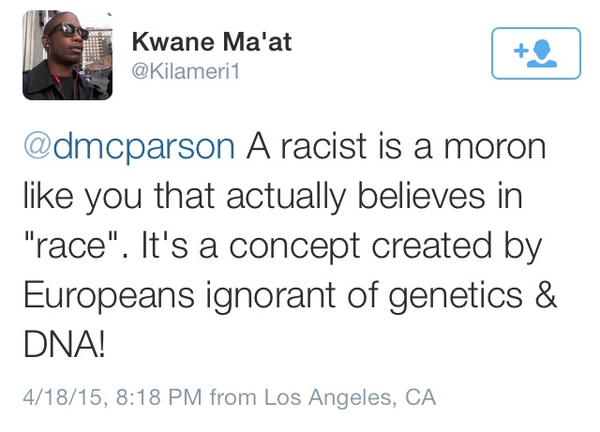 Kwane Ma'at
@Kilameri1
@dmcparson A racist is a moron
like you that actually believes in
"race". It's a concept created by
Europeans ignorant of genetics &
DNA!
4/18/15, 8:18 PM from Los Angeles, CA